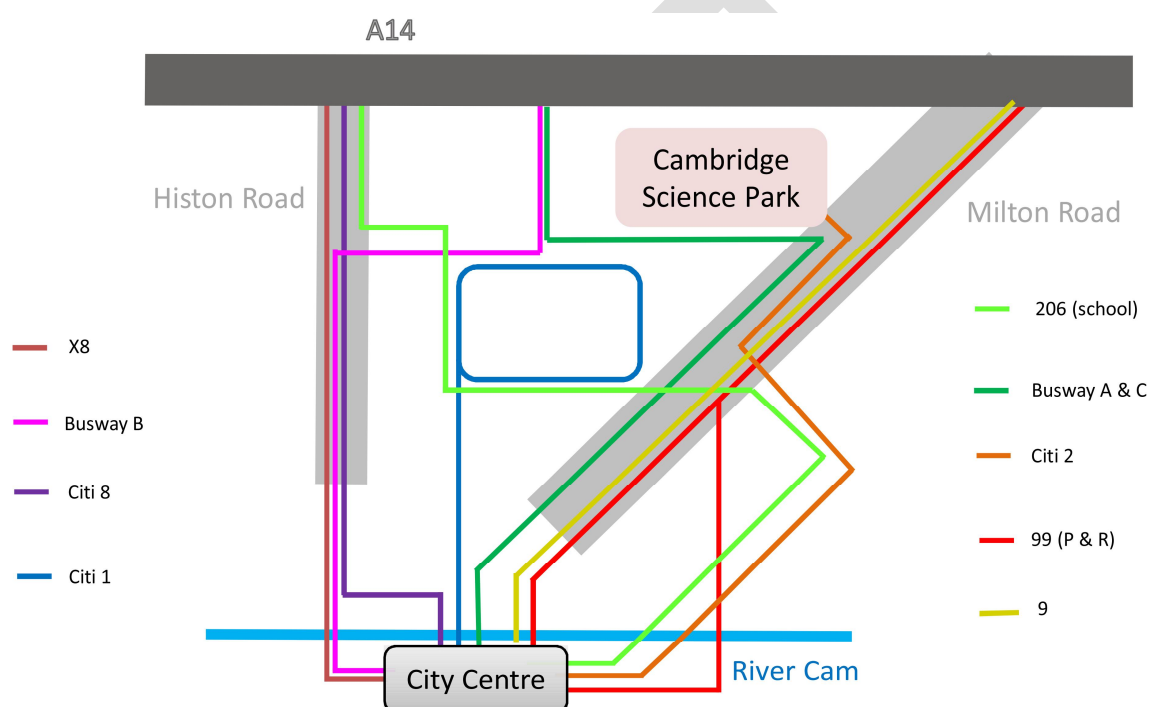 A14
Cambridge
Science Park
Histon Road
Milton Road
206 (school)
X8
Busway A & C
Busway B
Citi 2
Citi 8
99 (P & R)
Citi 1
9
City Centre
River Cam